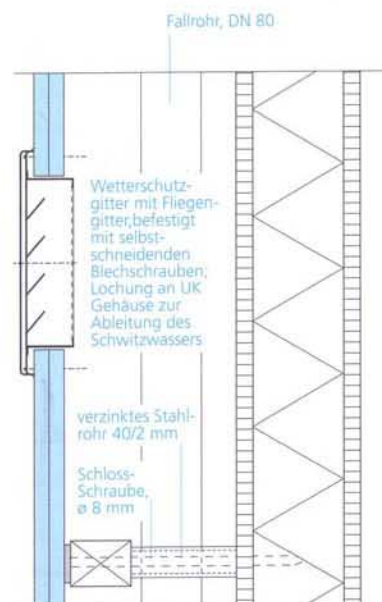 Fallrohr, DN 80
Wetterschutz-
gitter mit Fliegen-
gitter,befestigt
mit selbst-
schneidenden
Blechschrauben;
Lochung an UK
Gehäuse zur
Ableitung des
Schwitzwassers
verzinktes Stahl-
rohr 40/2 mm
Schloss-
Schraube,
ø 8 mm